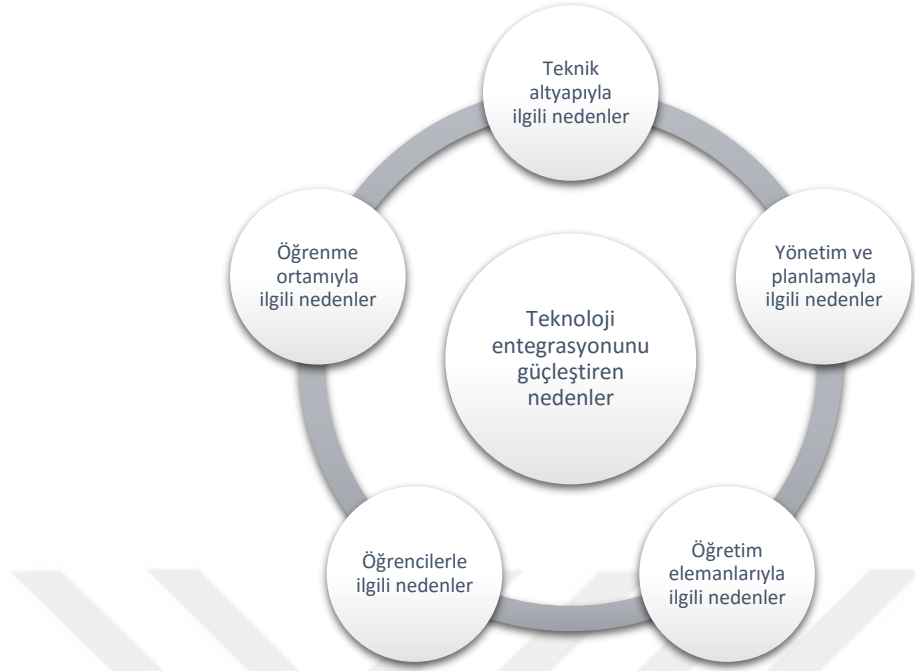 Teknik
altyapıyla
ilgili nedenler
Yönetim ve
planlamayla
ilgili nedenler
Öğretim
elemanlarıyla
ilgili nedenler
Öğrencilerle
ilgili nedenler
Öğrenme
ortamıyla
ilgili nedenler
Teknoloji
entegrasyonunu
güçleştiren
nedenler